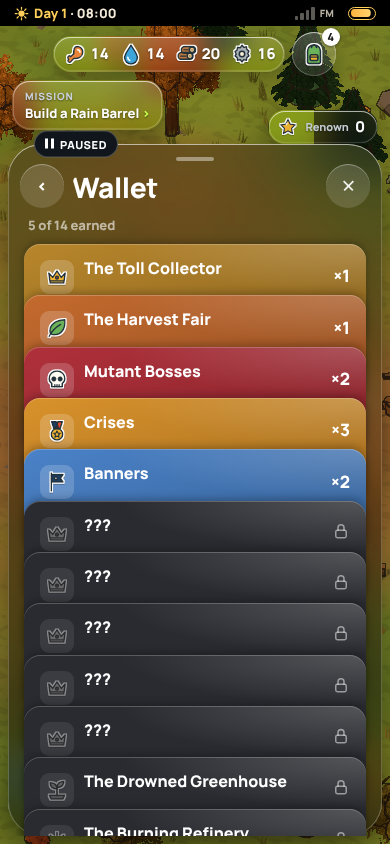 Day 1 · 08:00
FM
14
14
20
16
4
MISSION
Build a Rain Barrel ›
Renown 0
PAUSED
Wallet
5 of 14 earned
The Toll Collector ×1
The Harvest Fair ×1
Mutant Bosses ×2
Crises ×3
Banners ×2
???
???
???
???
???
The Drowned Greenhouse
The Burning Refinery